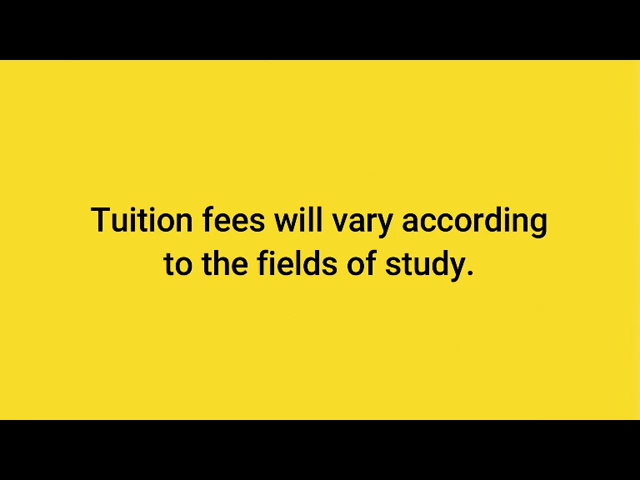 Tuition fees will vary according
to the fields of study.